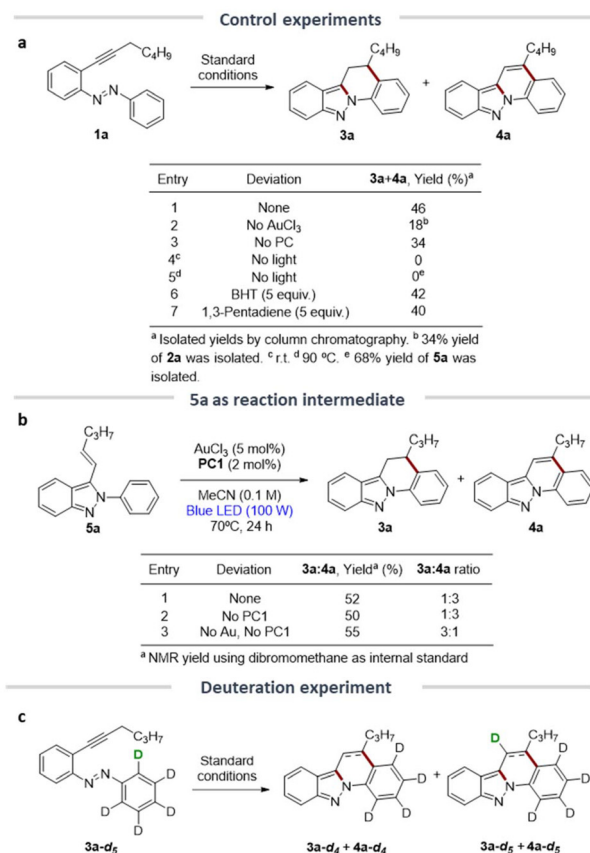 Control experiments
a
C₄H₉
N
N
1a
Standard
conditions
C₄H₉
N
N
3a
+
C₄H₉
N
N
4a
Entry Deviation 3a+4a, Yield (%)ᵃ
1 None 46
2 No AuCl₃ 18ᵇ
3 No PC 34
4ᶜ No light 0
5ᵈ No light 0ᵉ
6 BHT (5 equiv.) 42
7 1,3-Pentadiene (5 equiv.) 40
ᵃ Isolated yields by column chromatography. ᵇ 34% yield
of 2a was isolated. ᶜ r.t. ᵈ 90 ºC. ᵉ 68% yield of 5a was
isolated.
5a as reaction intermediate
b
C₃H₇
N
N
5a
AuCl₃ (5 mol%)
PC1 (2 mol%)
MeCN (0.1 M)
Blue LED (100 W)
70ºC, 24 h
C₃H₇
N
N
3a
+
C₃H₇
N
N
4a
Entry Deviation 3a:4a, Yieldᵃ (%) 3a:4a ratio
1 None 52 1:3
2 No PC1 50 1:3
3 No Au, No PC1 55 3:1
ᵃ NMR yield using dibromomethane as internal standard
Deuteration experiment
c
C₃H₇
D
N
N
D
D
D
D
3a-d₅
Standard
conditions
C₃H₇
D
D
N
N
D
D
3a-d₄ + 4a-d₄
+
D
C₃H₇
D
D
N
N
D
D
3a-d₅ + 4a-d₅